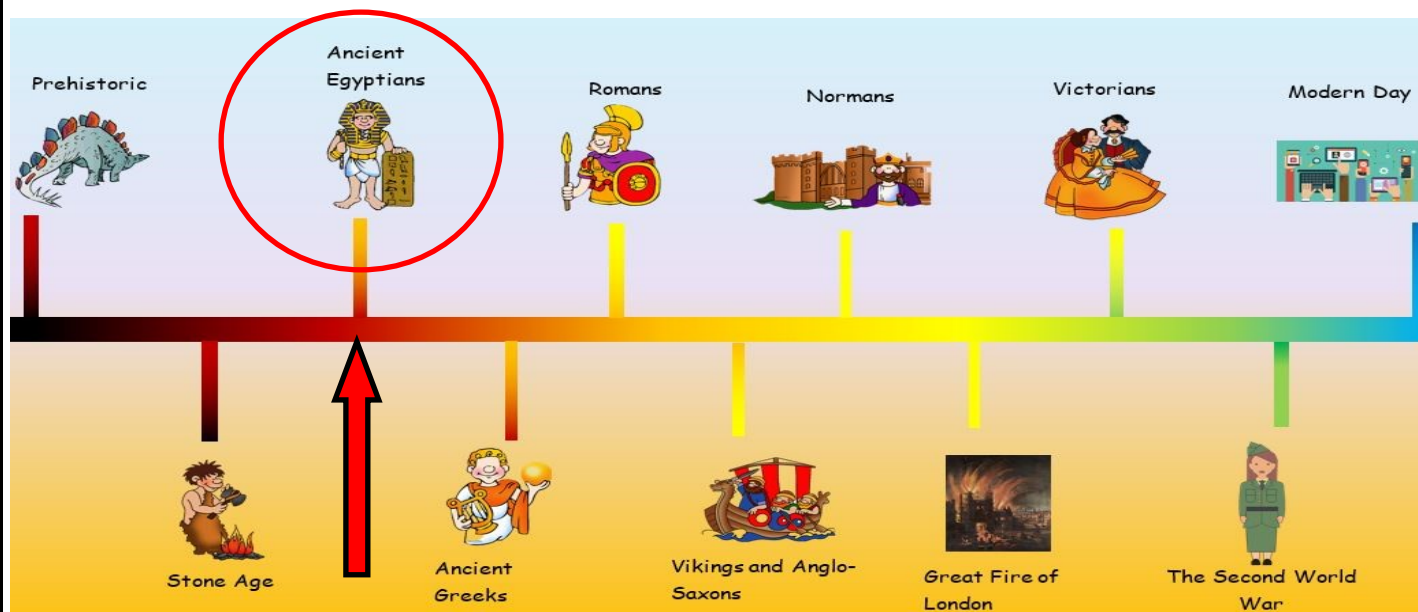 Prehistoric
Ancient
Egyptians
Romans
Normans
Victorians
Modern Day
Stone Age
Ancient
Greeks
Vikings and Anglo-
Saxons
Great Fire of
London
The Second World
War